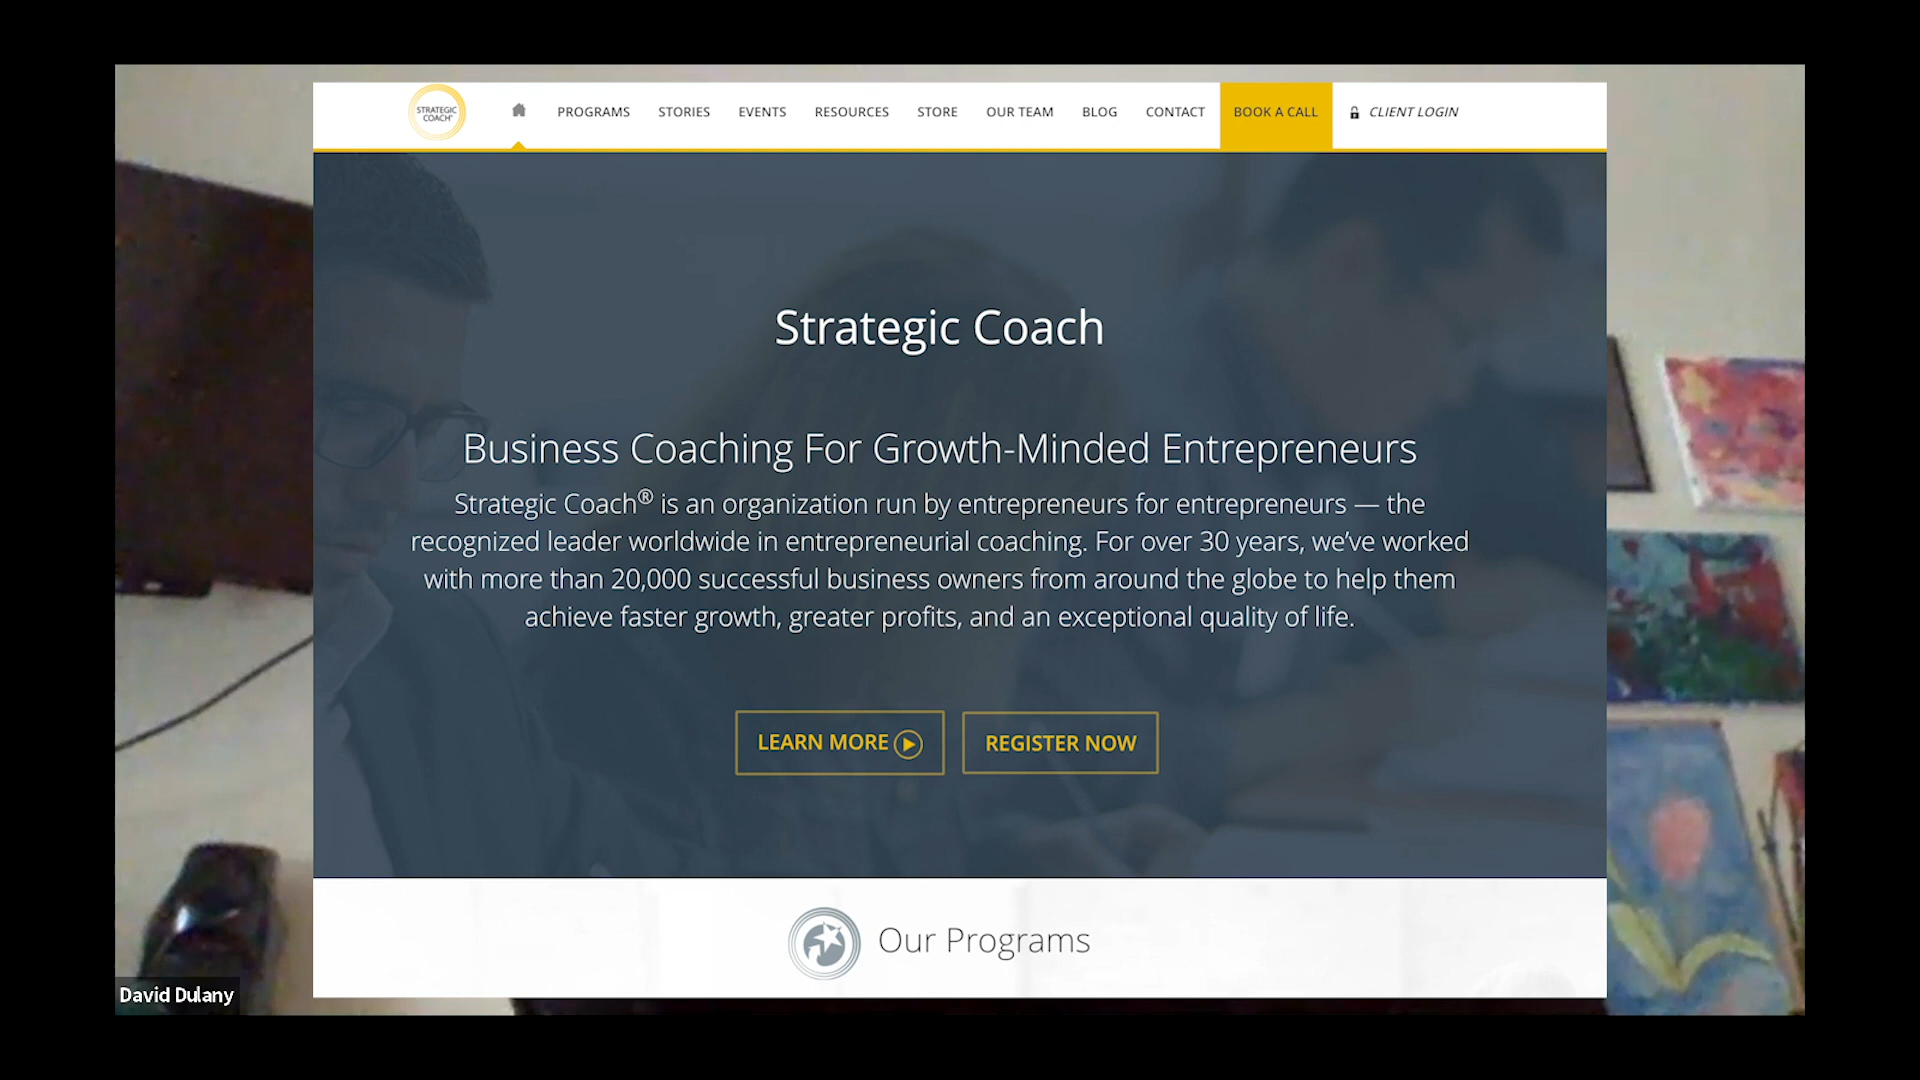 STRATEGIC
COACH
PROGRAMS STORIES EVENTS RESOURCES STORE OUR TEAM BLOG CONTACT BOOK A CALL CLIENT LOGIN
Strategic Coach
Business Coaching For Growth-Minded Entrepreneurs
Strategic Coach® is an organization run by entrepreneurs for entrepreneurs — the
recognized leader worldwide in entrepreneurial coaching. For over 30 years, we’ve worked
with more than 20,000 successful business owners from around the globe to help them
achieve faster growth, greater profits, and an exceptional quality of life.
LEARN MORE REGISTER NOW
Our Programs
David Dulany